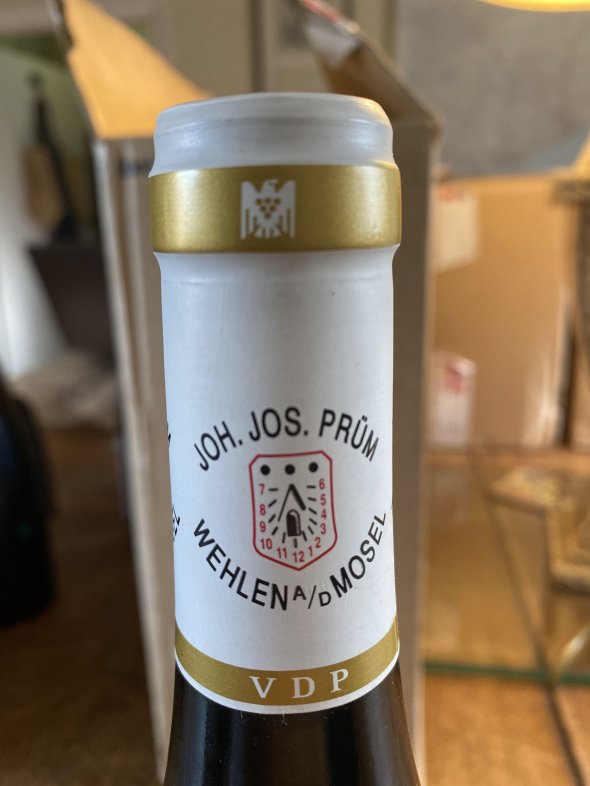 JOH. JOS. PRÜM
7 6
8 5
9 4
10 3
11 12 1 2
WEHLEN A/D MOSEL
VDP